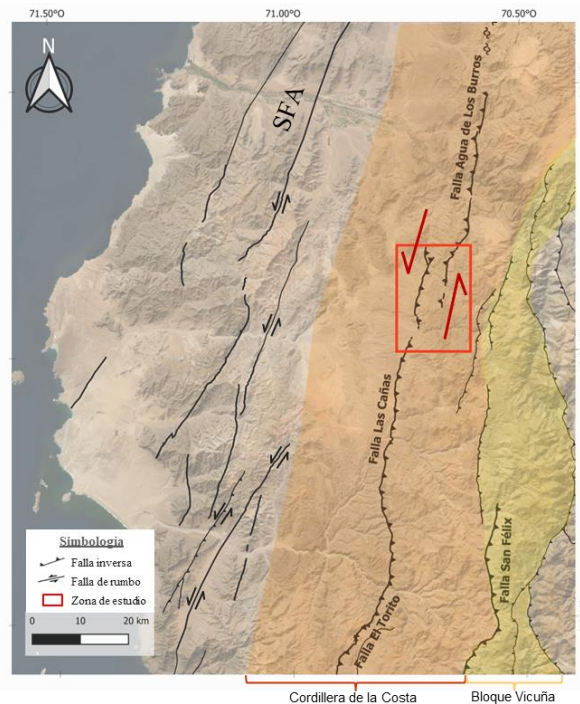 71.50°O 71.00°O 70.50°O
N
SFA
Falla Agua de Los Burros
Falla Las Cañas
Falla San Félix
Falla El Torito
Simbología
Falla inversa
Falla de rumbo
Zona de estudio
0 10 20 km
Cordillera de la Costa Bloque Vicuña